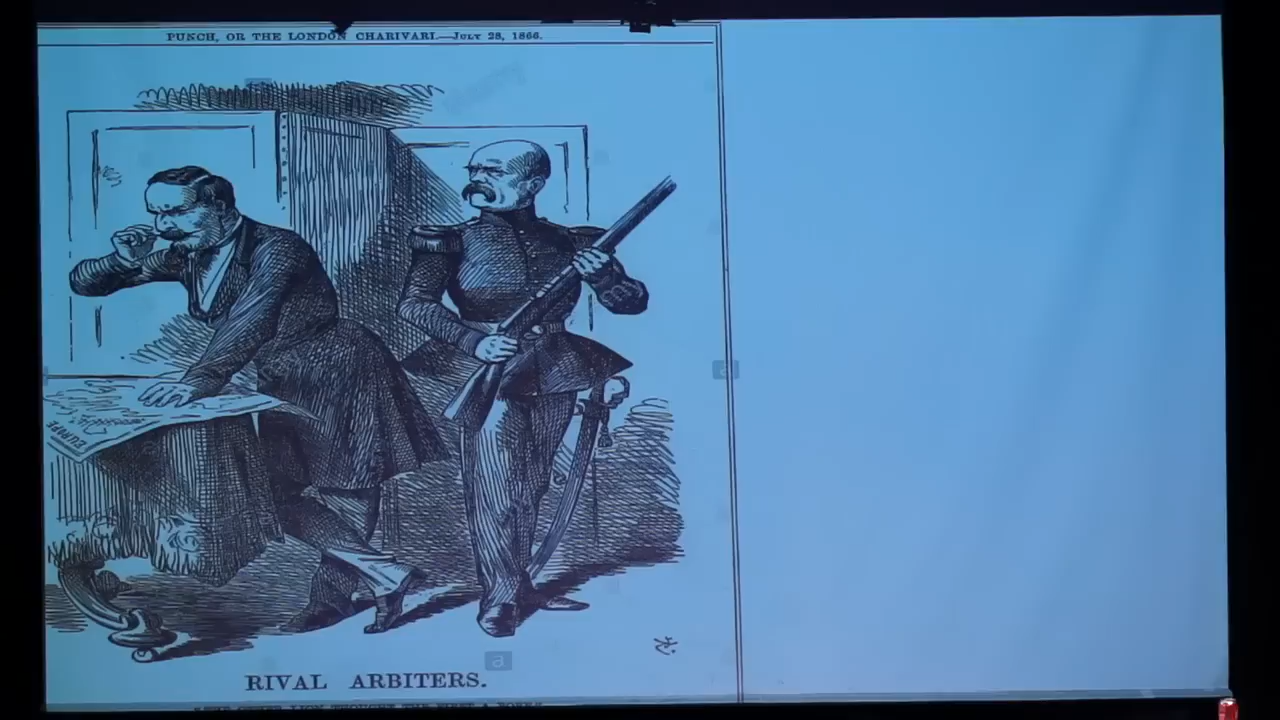 PUNCH, OR THE LONDON CHARIVARI.—July 28, 1866.
EUROPE
a
a
RIVAL ARBITERS.